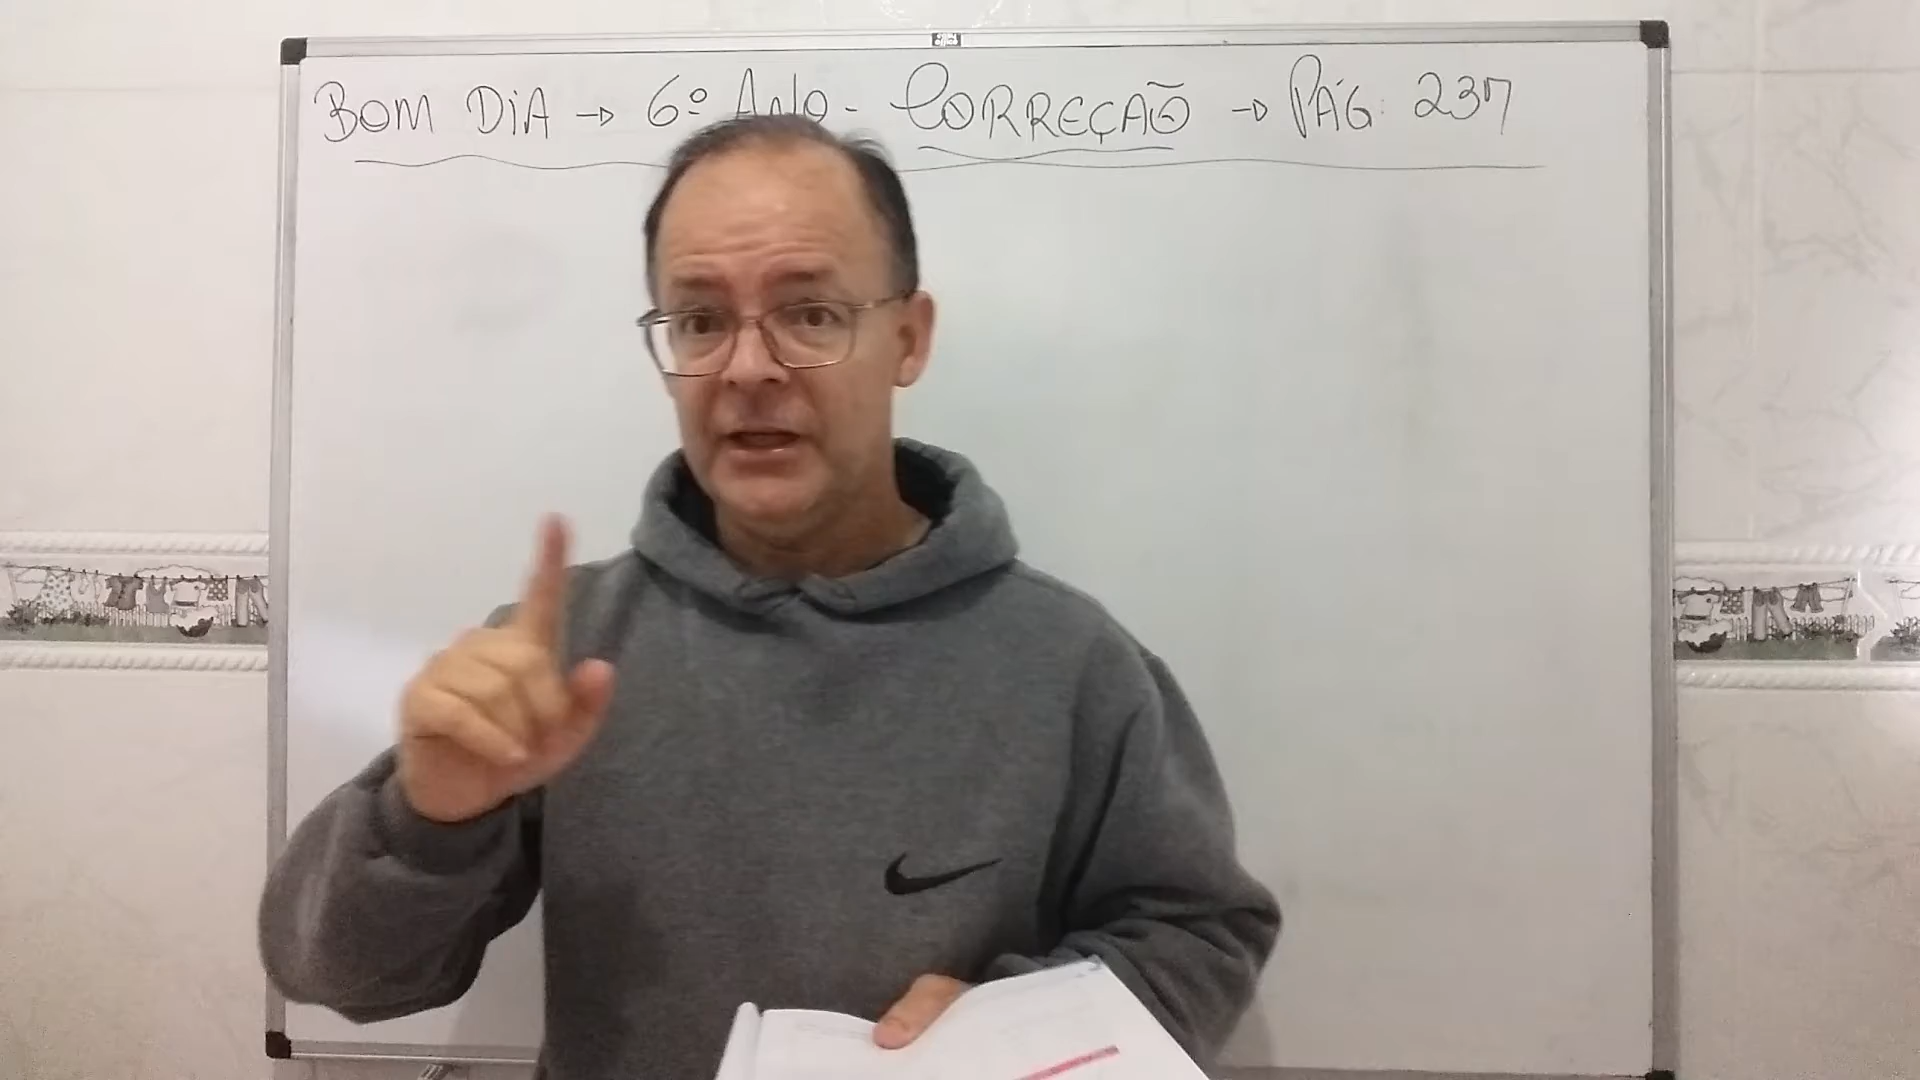 BOM DIA → 6º Ano - CORREÇÃO → PÁG: 237